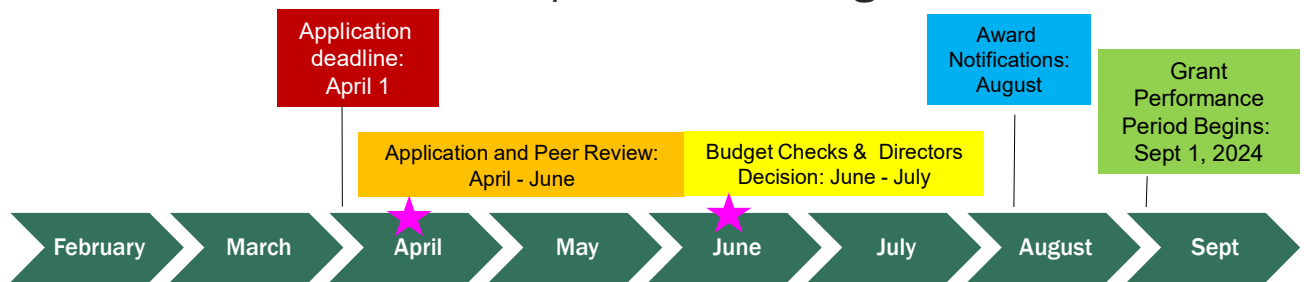 Application
deadline:
April 1
Award
Notifications:
August
Grant
Performance
Period Begins:
Sept 1, 2024
Application and Peer Review:
April - June
Budget Checks & Directors
Decision: June - July
February
March
April
May
June
July
August
Sept